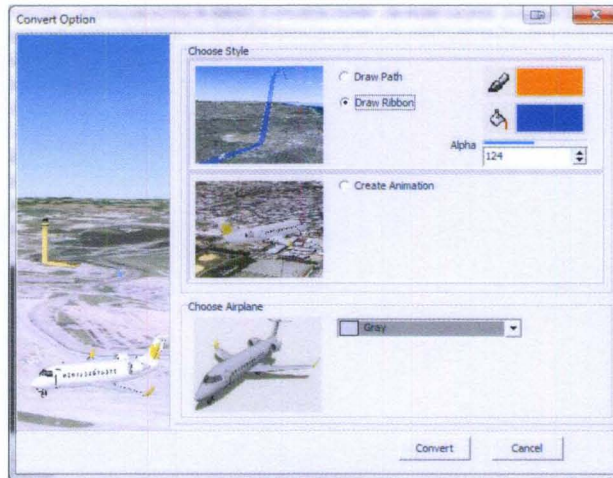 Convert Option
Choose Style
Draw Path
Draw Ribbon
Alpha
124
Create Animation
Choose Airplane
Gray
Convert
Cancel